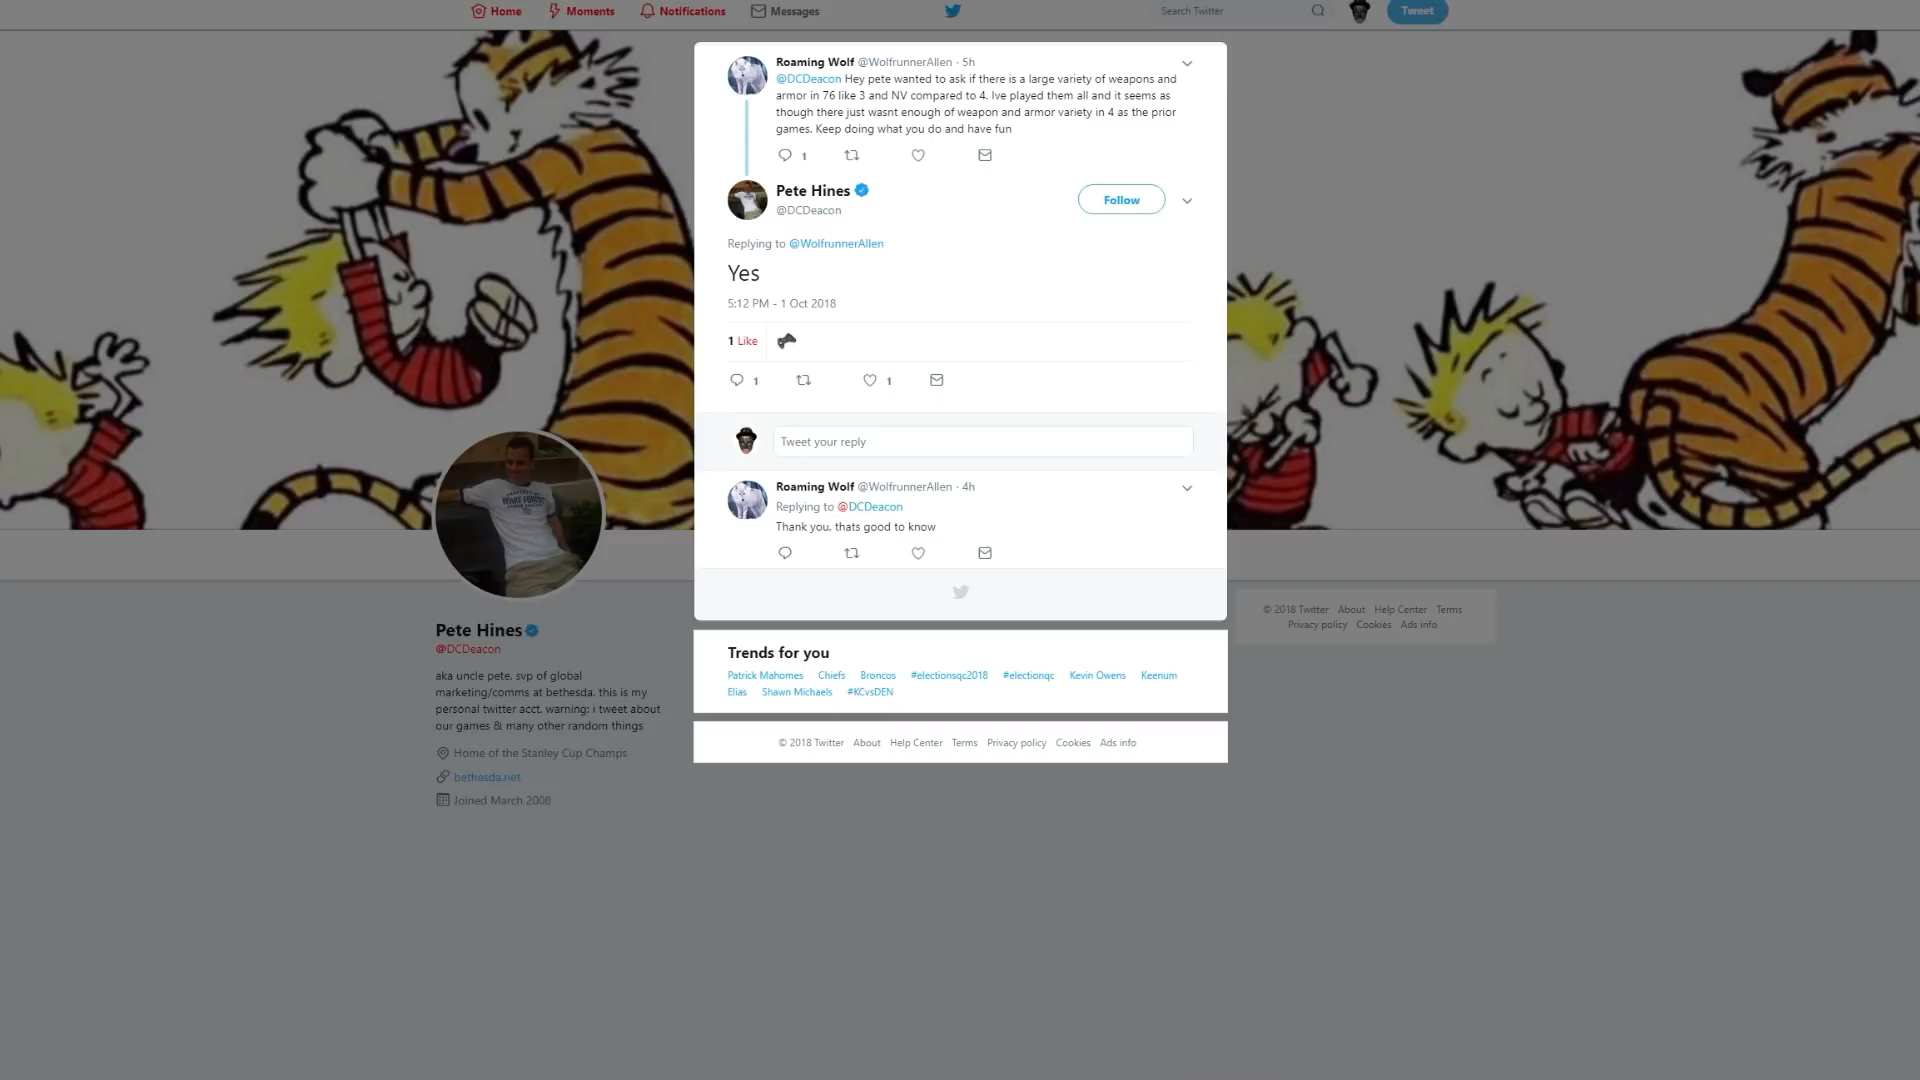 Home Moments Notifications Messages Search Twitter Tweet
Roaming Wolf @WolfrunnerAllen · 5h
@DCDeacon Hey pete wanted to ask if there is a large variety of weapons and
armor in 76 like 3 and NV compared to 4. Ive played them all and it seems as
though there just wasnt enough of weapon and armor variety in 4 as the prior
games. Keep doing what you do and have fun
1
Pete Hines
@DCDeacon
Follow
Replying to @WolfrunnerAllen
Yes
5:12 PM - 1 Oct 2018
1 Like
1 1
Tweet your reply
Roaming Wolf @WolfrunnerAllen · 4h
Replying to @DCDeacon
Thank you, thats good to know
Trends for you
Patrick Mahomes Chiefs Broncos #electionsqc2018 #electionqc Kevin Owens Keenum
Elias Shawn Michaels #KCvsDEN
© 2018 Twitter About Help Center Terms Privacy policy Cookies Ads info
WAKE FOREST
Pete Hines
@DCDeacon
aka uncle pete. svp of global
marketing/comms at bethesda. this is my
personal twitter acct. warning: i tweet about
our games & many other random things
Home of the Stanley Cup Champs
bethesda.net
Joined March 2008
© 2018 Twitter About Help Center Terms
Privacy policy Cookies Ads info